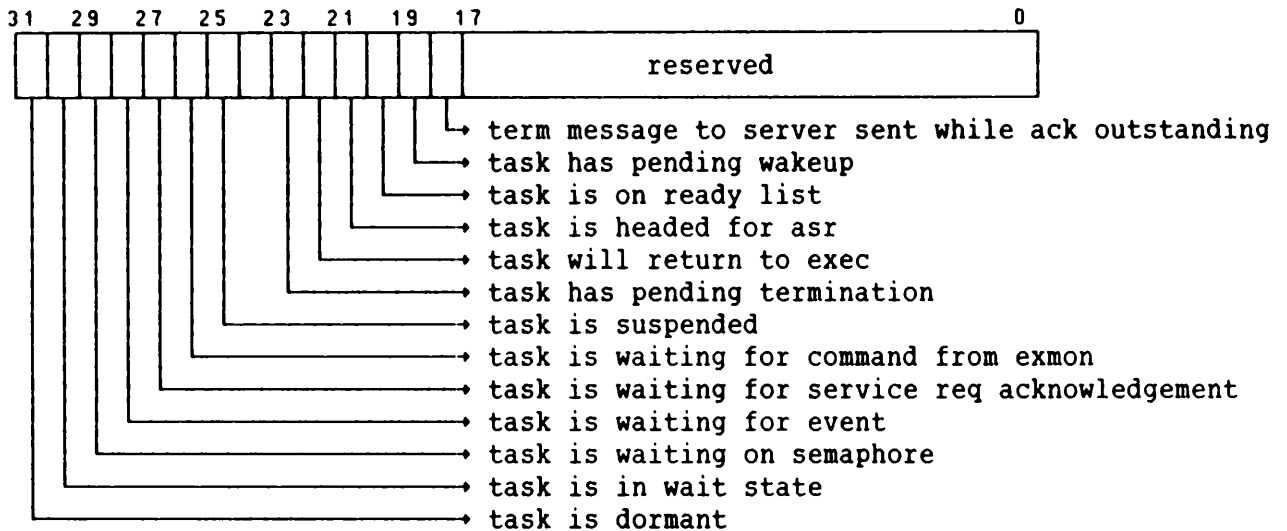 31 29 27 25 23 21 19 17 0
reserved
term message to server sent while ack outstanding
task has pending wakeup
task is on ready list
task is headed for asr
task will return to exec
task has pending termination
task is suspended
task is waiting for command from exmon
task is waiting for service req acknowledgement
task is waiting for event
task is waiting on semaphore
task is in wait state
task is dormant